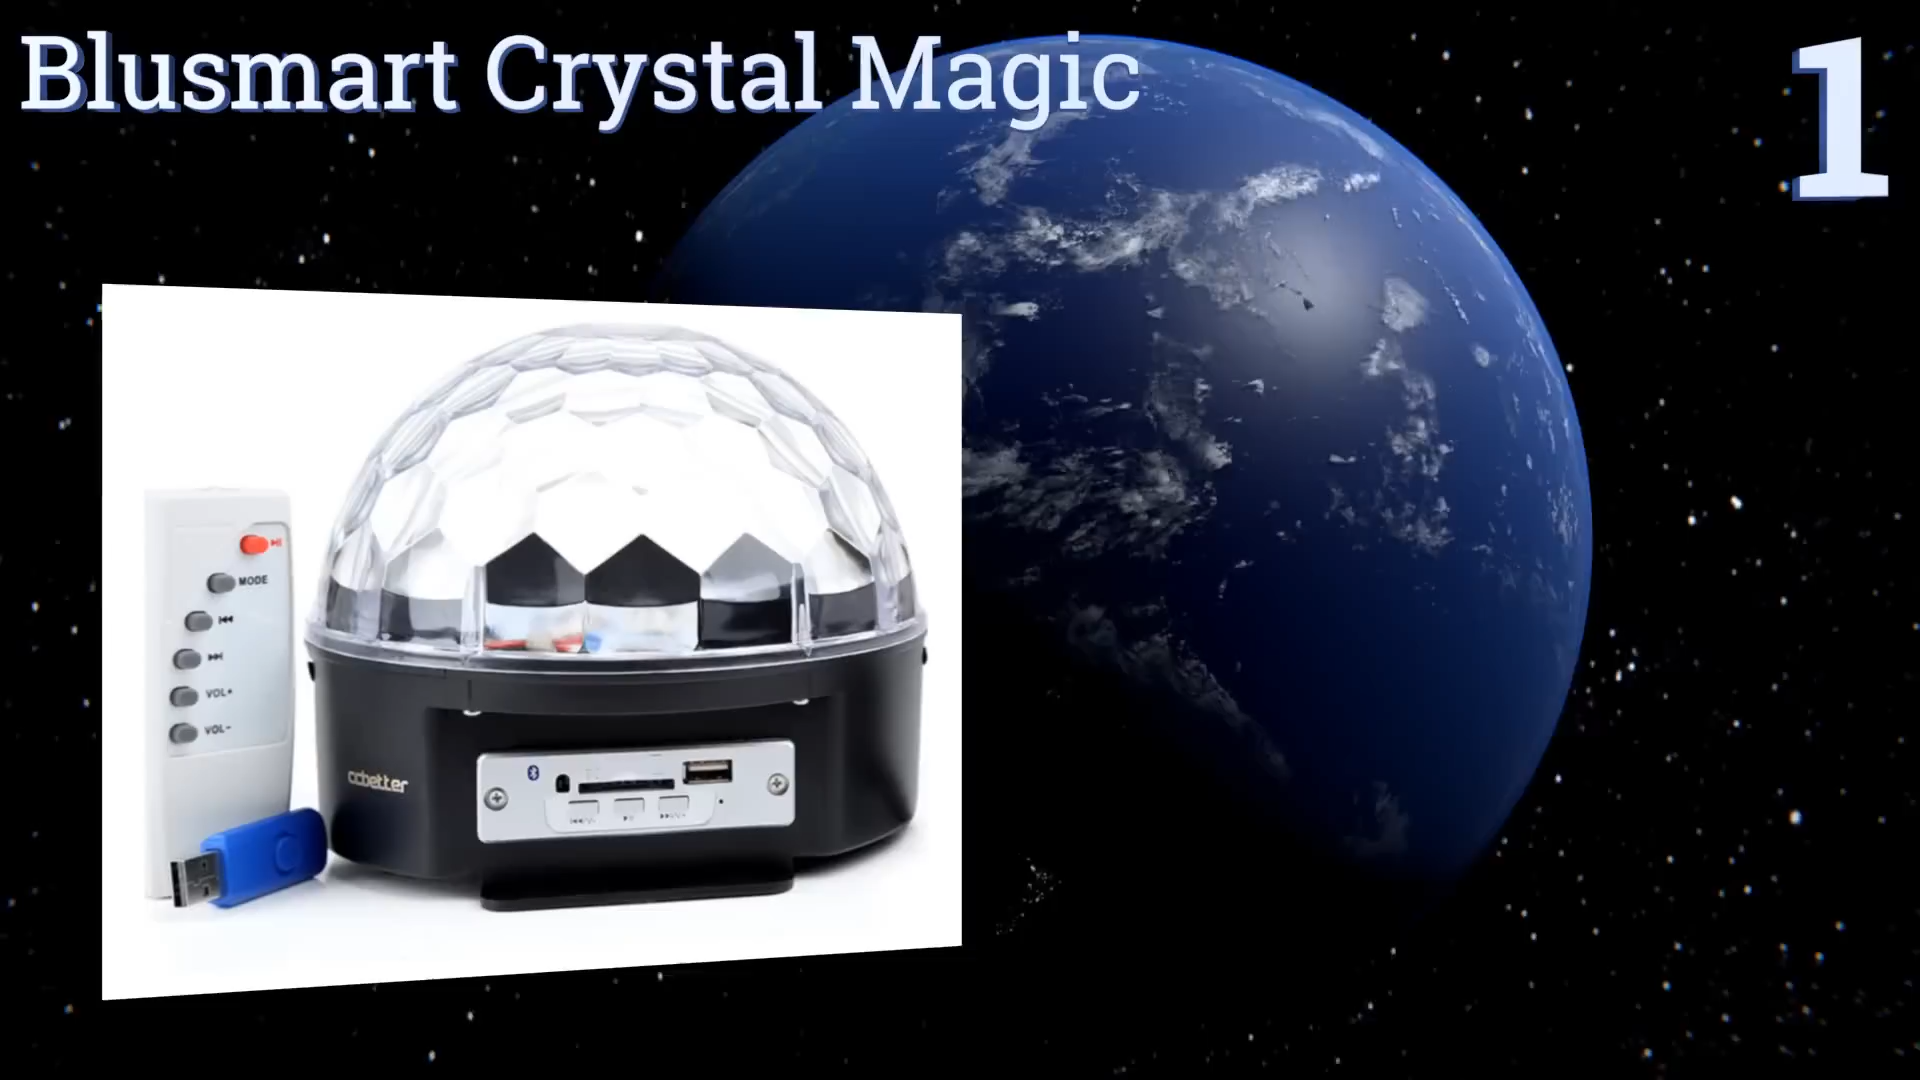 Blusmart Crystal Magic
1
MODE
VOL+
VOL-
ccbetter